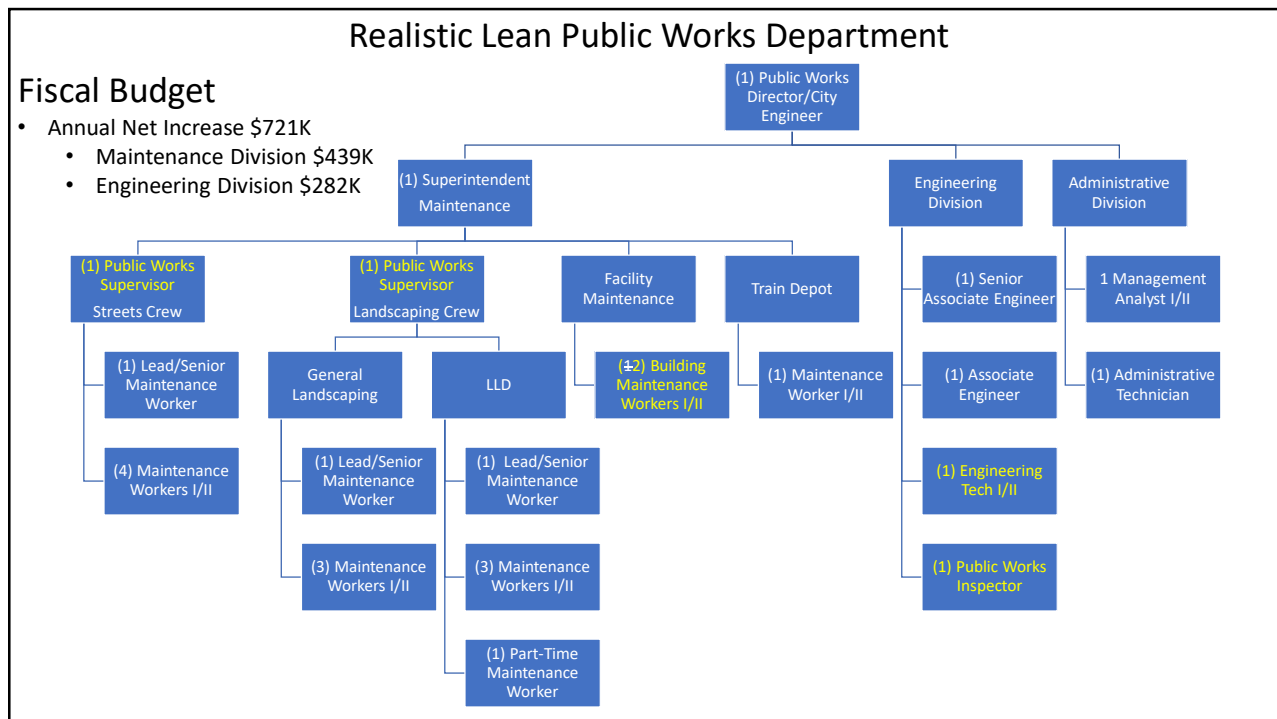 Realistic Lean Public Works Department
Fiscal Budget
• Annual Net Increase $721K
• Maintenance Division $439K
• Engineering Division $282K
(1) Public Works
Director/City
Engineer
(1) Superintendent
Maintenance
Engineering
Division
Administrative
Division
(1) Public Works
Supervisor
Streets Crew
(1) Public Works
Supervisor
Landscaping Crew
Facility
Maintenance
Train Depot
(1) Senior
Associate Engineer
1 Management
Analyst I/II
(1) Lead/Senior
Maintenance
Worker
General
Landscaping
LLD
(12) Building
Maintenance
Workers I/II
(1) Maintenance
Worker I/II
(1) Associate
Engineer
(1) Administrative
Technician
(4) Maintenance
Workers I/II
(1) Lead/Senior
Maintenance
Worker
(1) Lead/Senior
Maintenance
Worker
(1) Engineering
Tech I/II
(3) Maintenance
Workers I/II
(3) Maintenance
Workers I/II
(1) Public Works
Inspector
(1) Part-Time
Maintenance
Worker